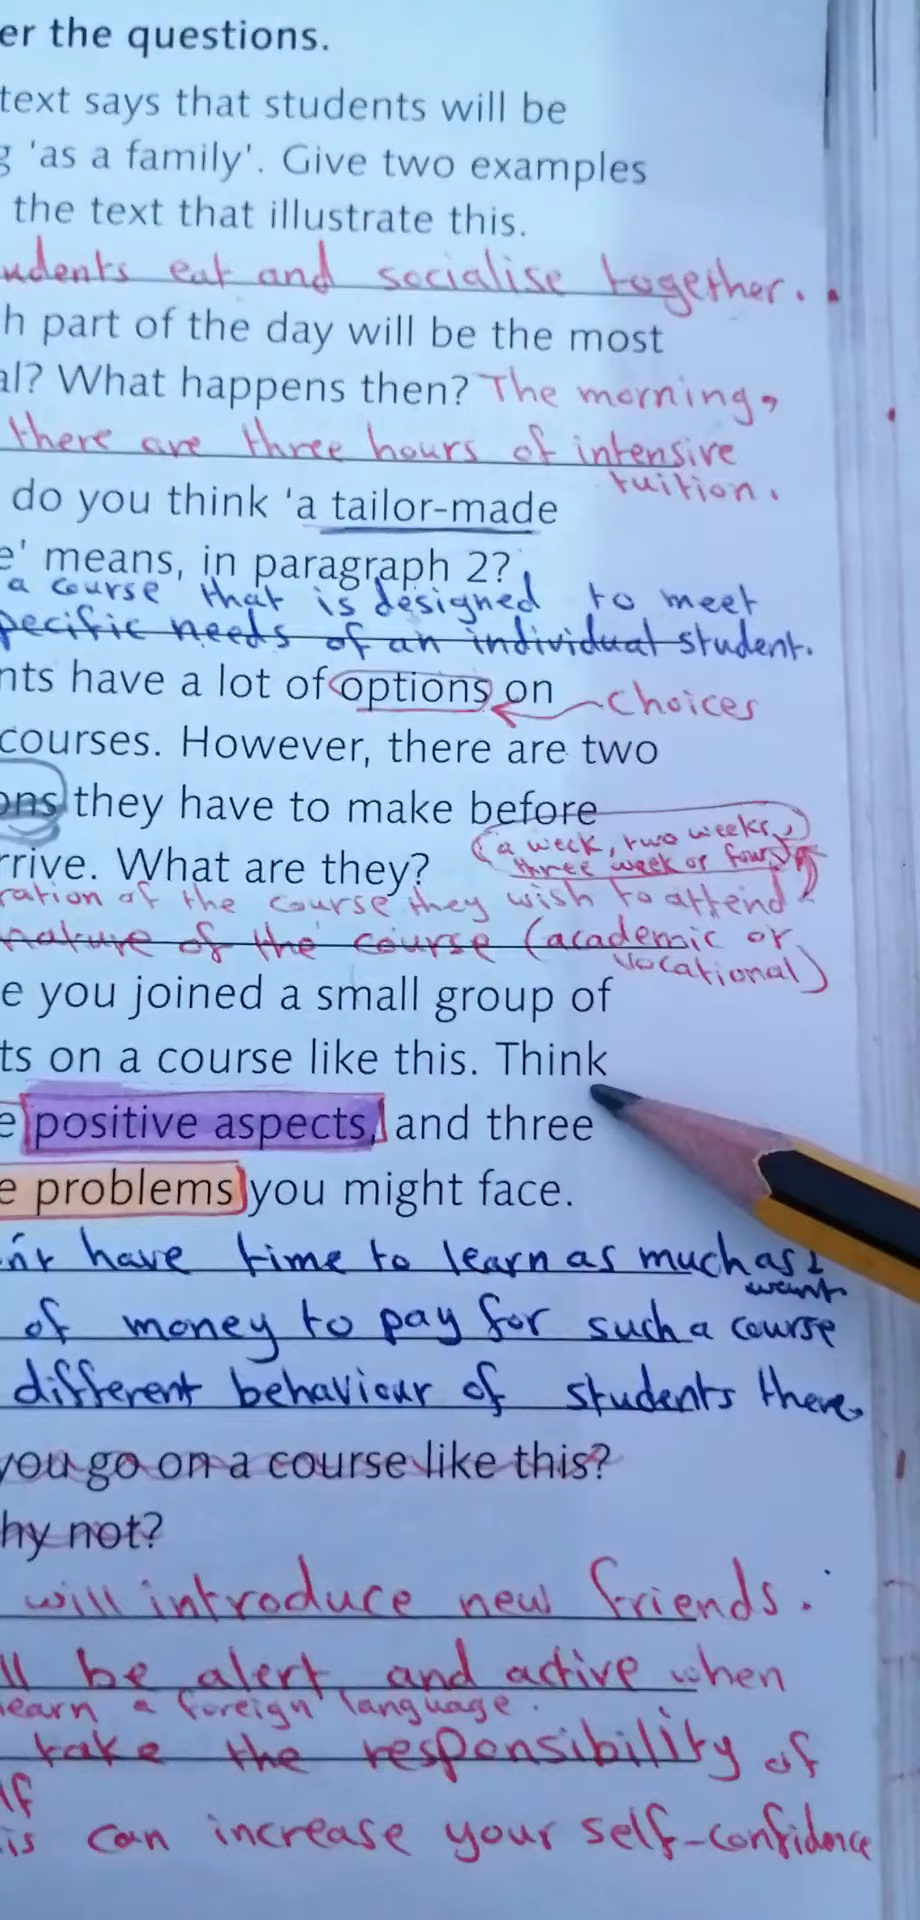 er the questions.
text says that students will be
g 'as a family'. Give two examples
the text that illustrate this.
udents eat and socialise together.
h part of the day will be the most
al? What happens then? The morning,
there are three hours of intensive
tuition.
do you think 'a tailor-made
e' means, in paragraph 2?
a course that is designed to meet
pecific needs of an individual student.
nts have a lot of options on
choices
courses. However, there are two
ons they have to make before
(a week, two weeks,
rrive. What are they?
three week or four)
ration of the course they wish to attend
nature of the course (academic or
vocational)
e you joined a small group of
ts on a course like this. Think
e positive aspects, and three
e problems you might face.
n't have time to learn as much as I
want
of money to pay for such a course
different behaviour of students there.
you go on a course like this?
hy not?
will introduce new friends.
ll be alert and active when
learn a foreign language.
take the responsibility of
lf
is can increase your self-confidence